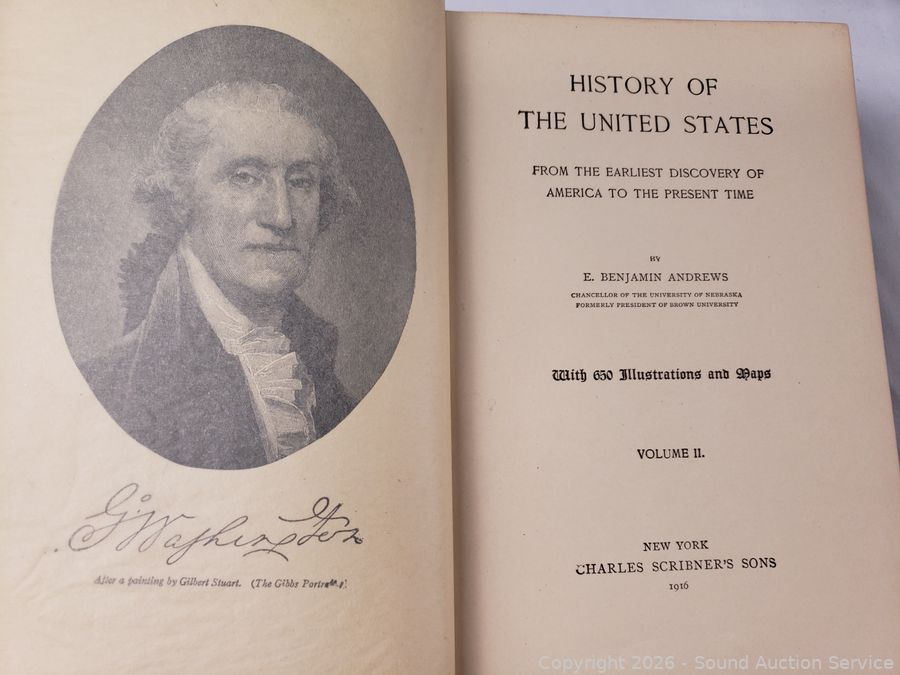 G. Washington
After a painting by Gilbert Stuart. (The Gibbs Portrait.)
HISTORY OF
THE UNITED STATES
FROM THE EARLIEST DISCOVERY OF
AMERICA TO THE PRESENT TIME
BY
E. BENJAMIN ANDREWS
CHANCELLOR OF THE UNIVERSITY OF NEBRASKA
FORMERLY PRESIDENT OF BROWN UNIVERSITY
With 650 Illustrations and Maps
VOLUME II.
NEW YORK
CHARLES SCRIBNER'S SONS
1916
Copyright 2026 - Sound Auction Service